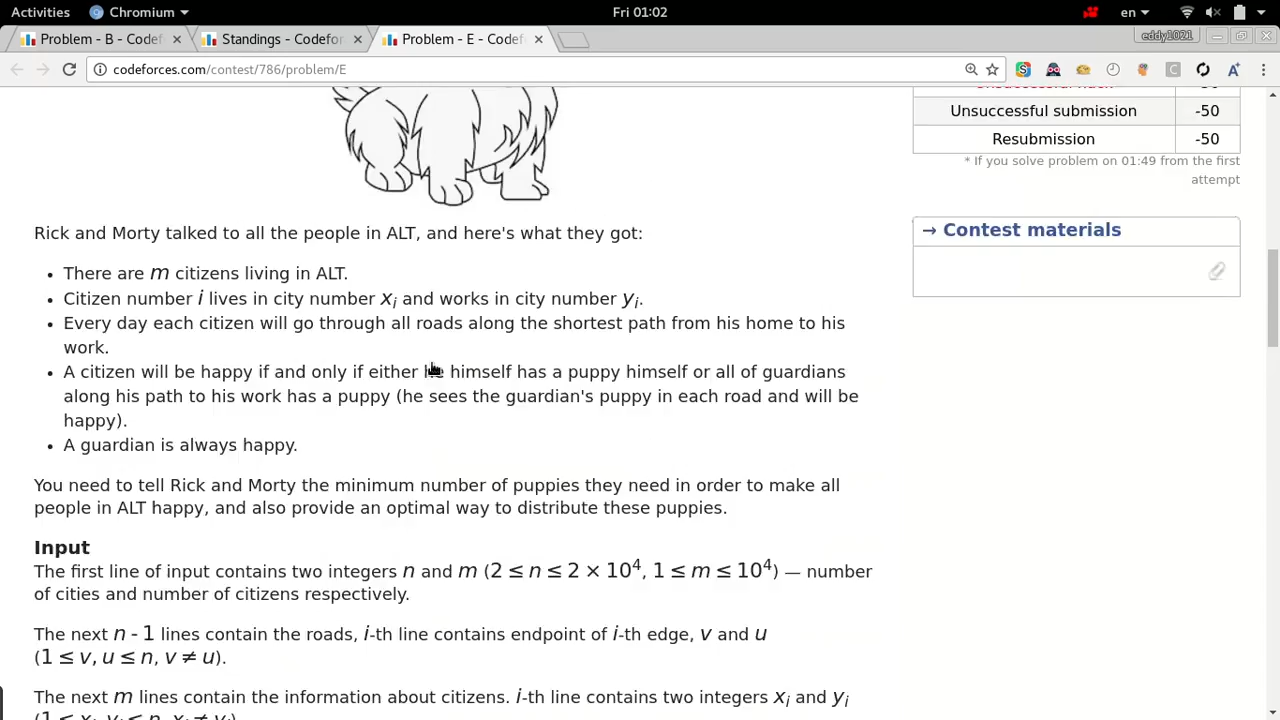 Activities Chromium Fri 01:02 en
Problem - B - Codef Standings - Codefor Problem - E - Codef eddy1021
codeforces.com/contest/786/problem/E
Unsuccessful submission -50
Resubmission -50
* If you solve problem on 01:49 from the first
attempt
→ Contest materials
Rick and Morty talked to all the people in ALT, and here's what they got:
• There are m citizens living in ALT.
• Citizen number i lives in city number xi and works in city number yi.
• Every day each citizen will go through all roads along the shortest path from his home to his
work.
• A citizen will be happy if and only if either he himself has a puppy himself or all of guardians
along his path to his work has a puppy (he sees the guardian's puppy in each road and will be
happy).
• A guardian is always happy.
You need to tell Rick and Morty the minimum number of puppies they need in order to make all
people in ALT happy, and also provide an optimal way to distribute these puppies.
Input
The first line of input contains two integers n and m (2 ≤ n ≤ 2 × 10^4, 1 ≤ m ≤ 10^4) — number
of cities and number of citizens respectively.
The next n - 1 lines contain the roads, i-th line contains endpoint of i-th edge, v and u
(1 ≤ v, u ≤ n, v ≠ u).
The next m lines contain the information about citizens. i-th line contains two integers xi and yi